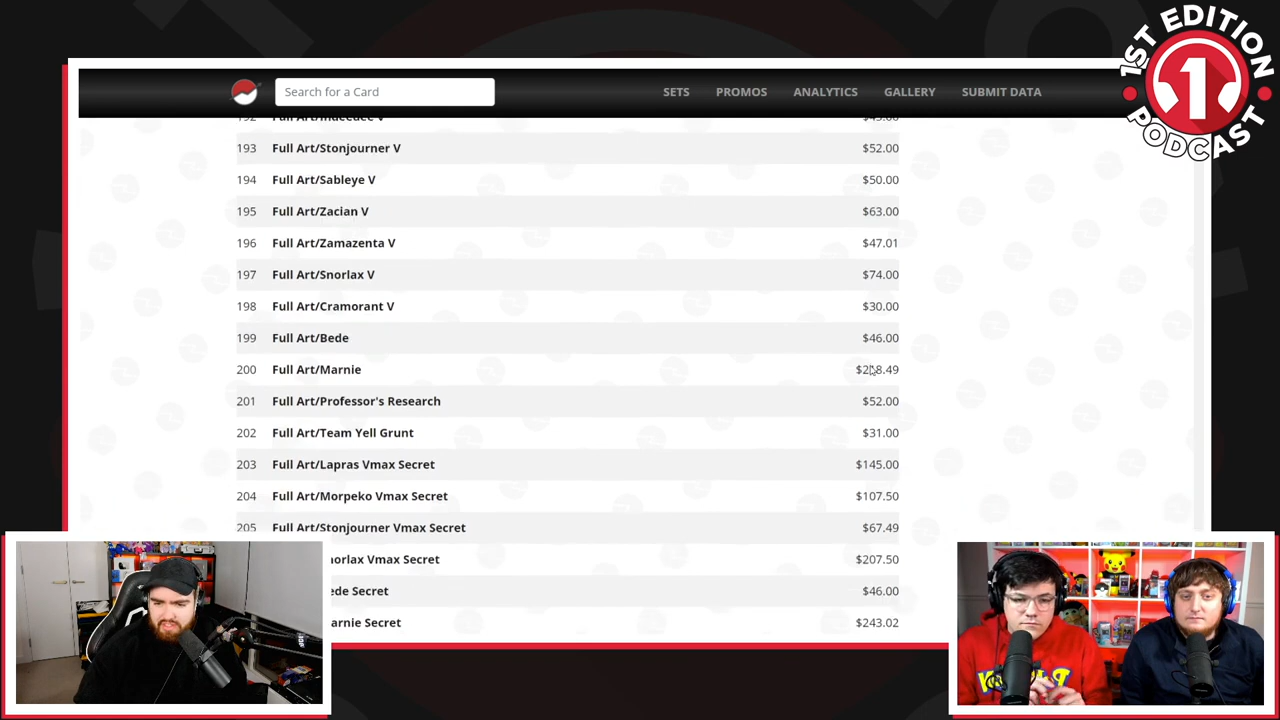 1ST EDITION
1
PODCAST
Search for a Card
SETS
PROMOS
ANALYTICS
GALLERY
SUBMIT DATA
193 Full Art/Stonjourner V $52.00
194 Full Art/Sableye V $50.00
195 Full Art/Zacian V $63.00
196 Full Art/Zamazenta V $47.01
197 Full Art/Snorlax V $74.00
198 Full Art/Cramorant V $30.00
199 Full Art/Bede $46.00
200 Full Art/Marnie
201 Full Art/Professor's Research $52.00
202 Full Art/Team Yell Grunt $31.00
203 Full Art/Lapras Vmax Secret $145.00
204 Full Art/Morpeko Vmax Secret $107.50
205 Full Art/Stonjourner Vmax Secret $67.49
orlax Vmax Secret $207.50
ede Secret $46.00
arnie Secret $243.02